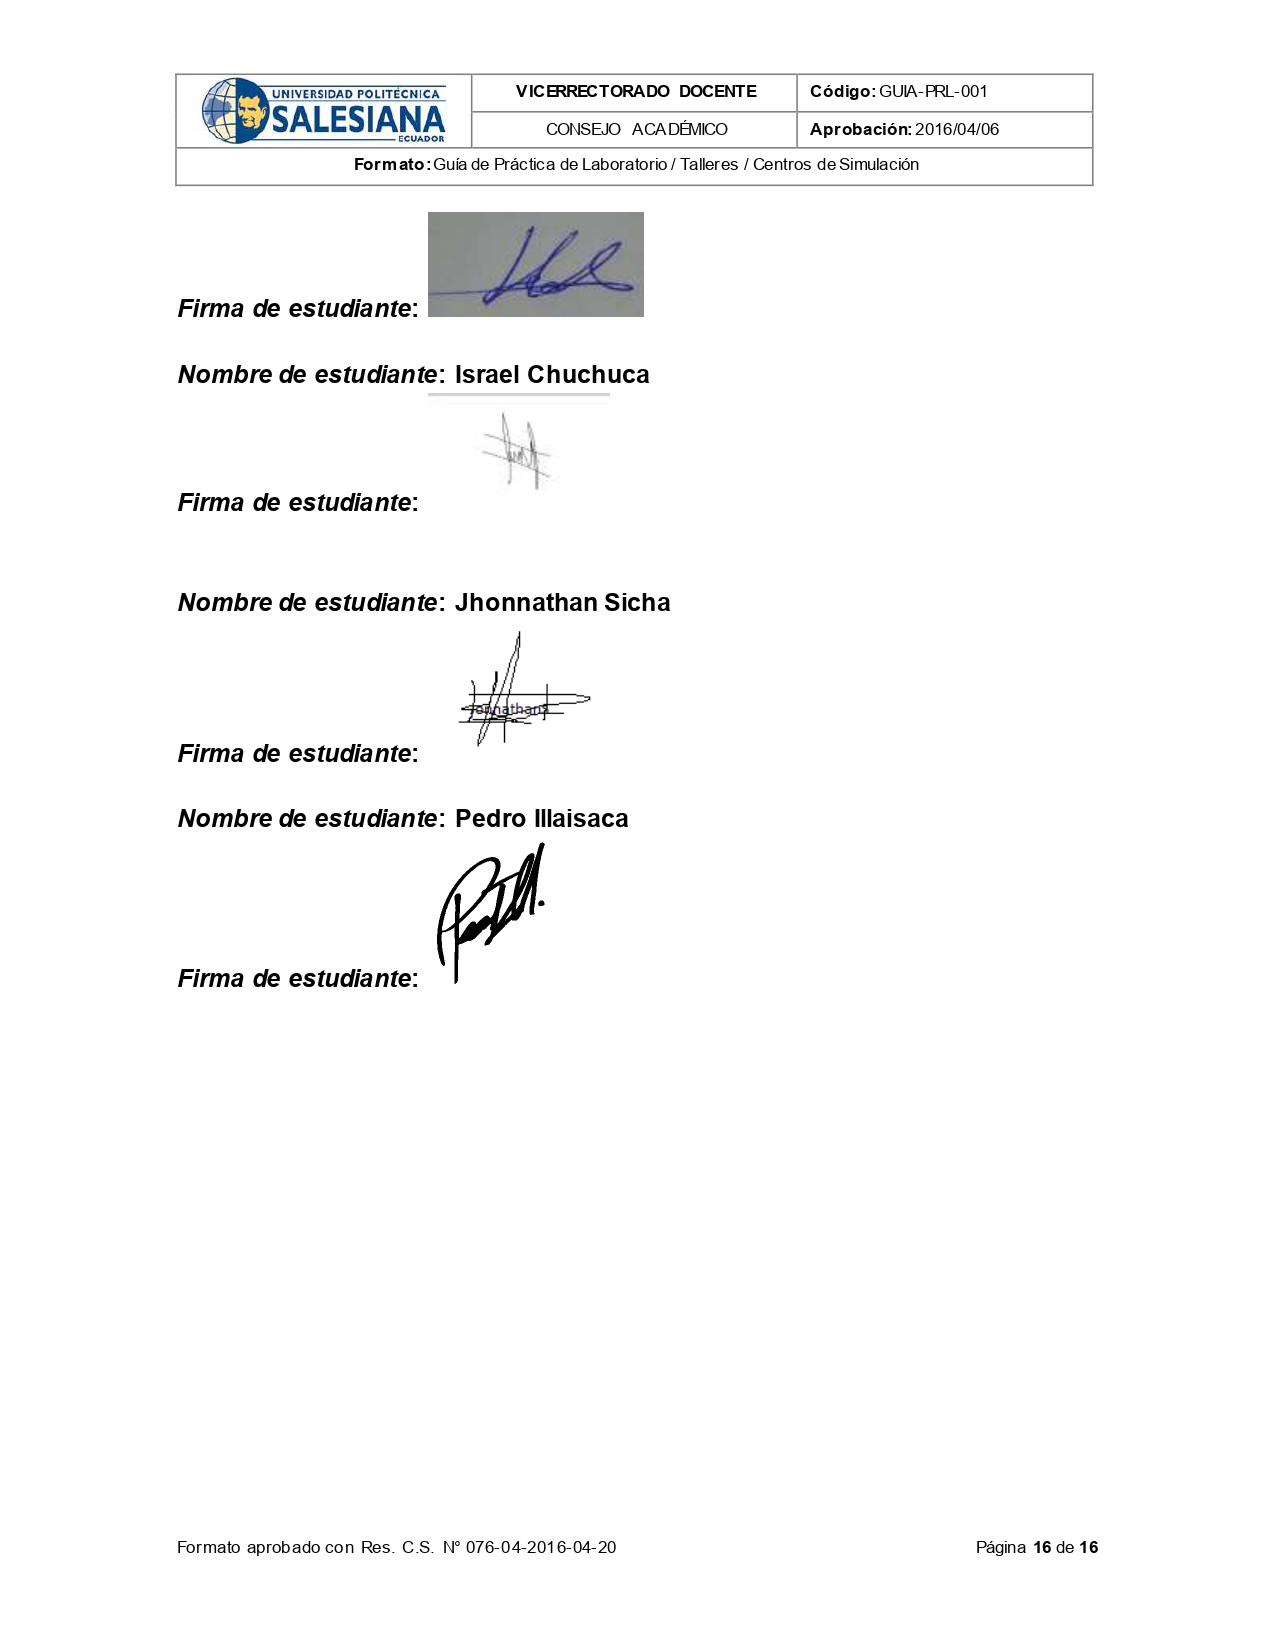 UNIVERSIDAD POLITÉCNICA
SALESIANA
ECUADOR
VICERRECTORADO DOCENTE
Código: GUIA-PRL-001
CONSEJO ACADÉMICO
Aprobación: 2016/04/06
Formato: Guía de Práctica de Laboratorio / Talleres / Centros de Simulación
Firma de estudiante:
Nombre de estudiante: Israel Chuchuca
Firma de estudiante:
Nombre de estudiante: Jhonnathan Sicha
Jonnathan
Firma de estudiante:
Nombre de estudiante: Pedro Illaisaca
Firma de estudiante:
Formato aprobado con Res. C.S. N° 076-04-2016-04-20
Página 16 de 16